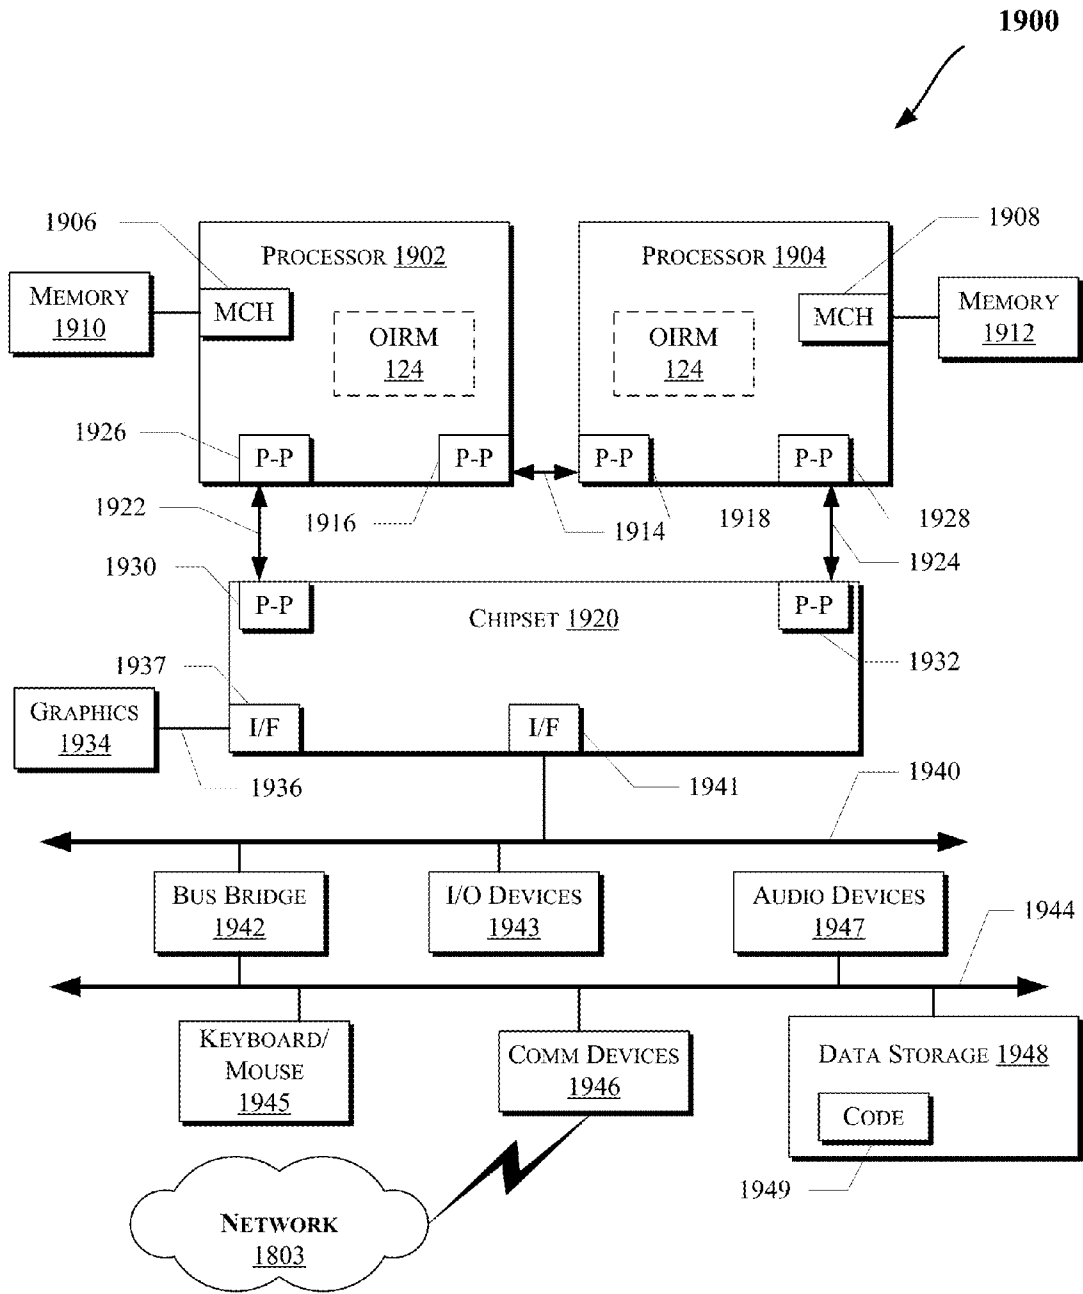 1900
1906
1908
PROCESSOR 1902
PROCESSOR 1904
MEMORY
1910
MCH
OIRM
124
OIRM
124
MCH
MEMORY
1912
1926
P-P
P-P
P-P
P-P
1922
1916
1914
1918
1928
1924
1930
P-P
CHIPSET 1920
P-P
1932
1937
GRAPHICS
1934
I/F
I/F
1936
1941
1940
BUS BRIDGE
1942
I/O DEVICES
1943
AUDIO DEVICES
1947
1944
KEYBOARD/
MOUSE
1945
COMM DEVICES
1946
DATA STORAGE 1948
CODE
1949
NETWORK
1803